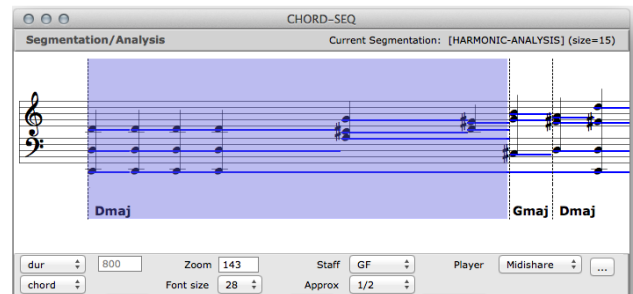 CHORD-SEQ
Segmentation/Analysis Current Segmentation: [HARMONIC-ANALYSIS] (size=15)
Dmaj Gmaj Dmaj
dur 800 Zoom 143 Staff GF Player Midishare ...
chord Font size 28 Approx 1/2